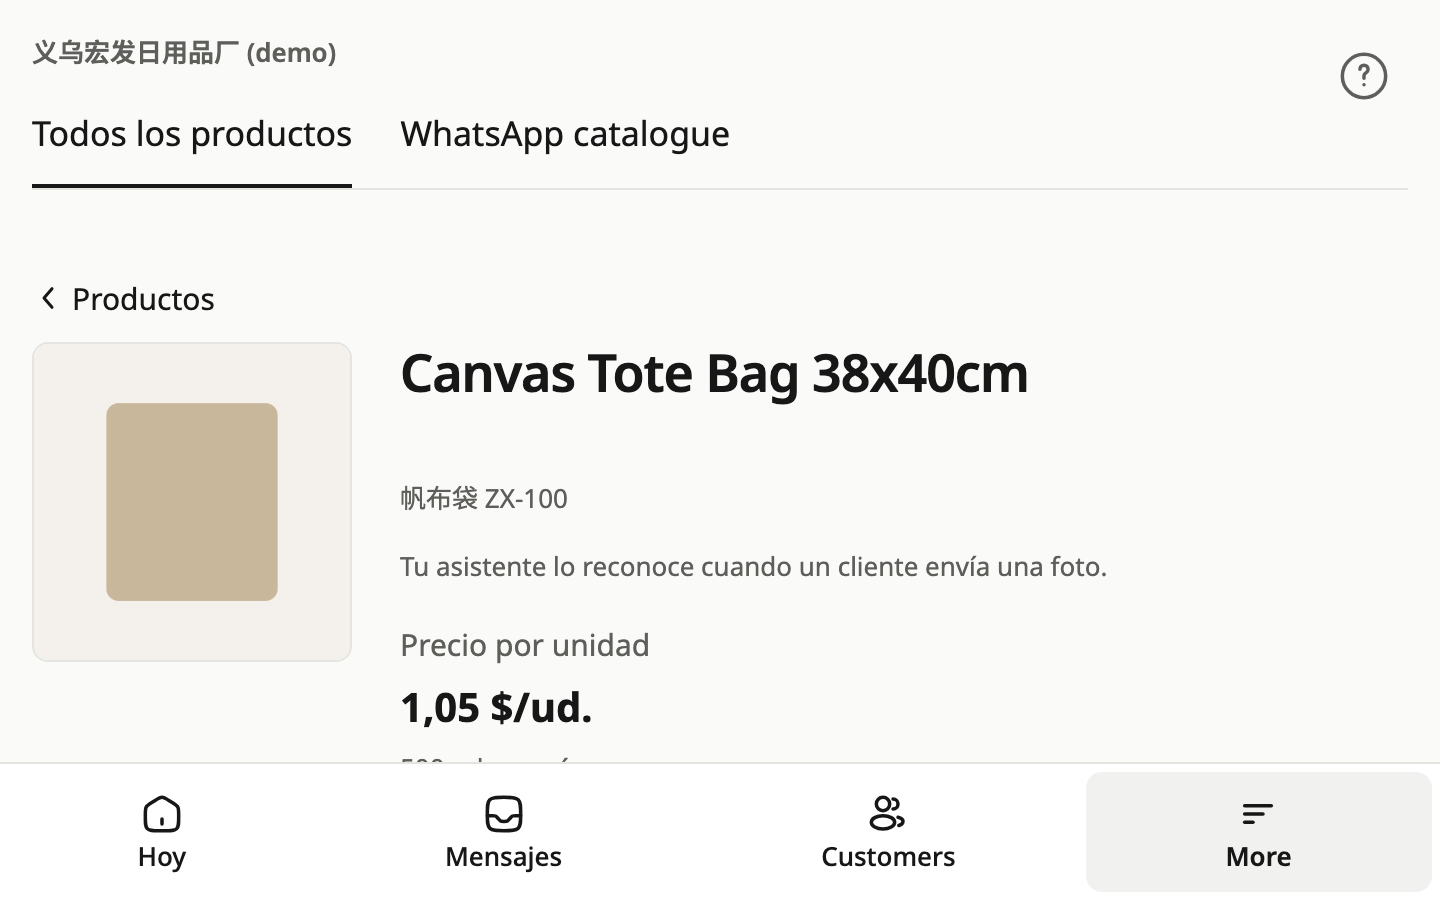 义乌宏发日用品厂 (demo)
Todos los productos
WhatsApp catalogue
Productos
Canvas Tote Bag 38x40cm
帆布袋 ZX-100
Tu asistente lo reconoce cuando un cliente envía una foto.
Precio por unidad
1,05 $/ud.
Hoy
Mensajes
Customers
More